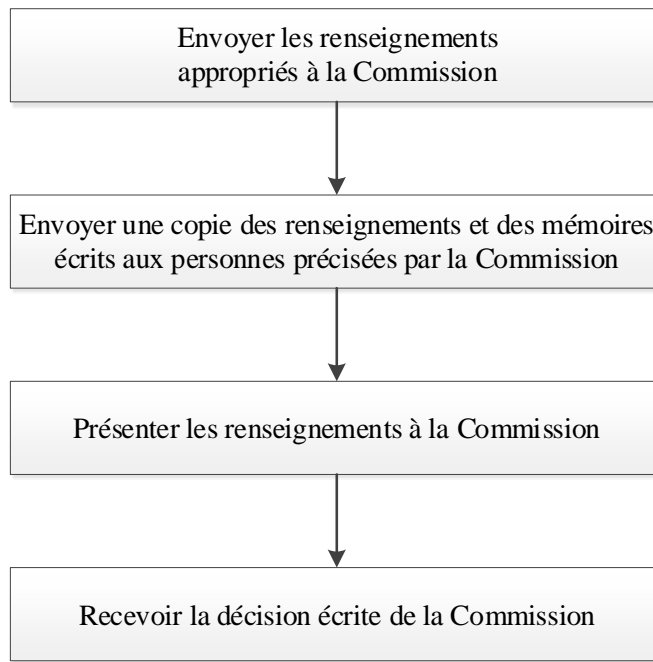 Envoyer les renseignements
appropriés à la Commission
Envoyer une copie des renseignements et des mémoires
écrits aux personnes précisées par la Commission
Présenter les renseignements à la Commission
Recevoir la décision écrite de la Commission